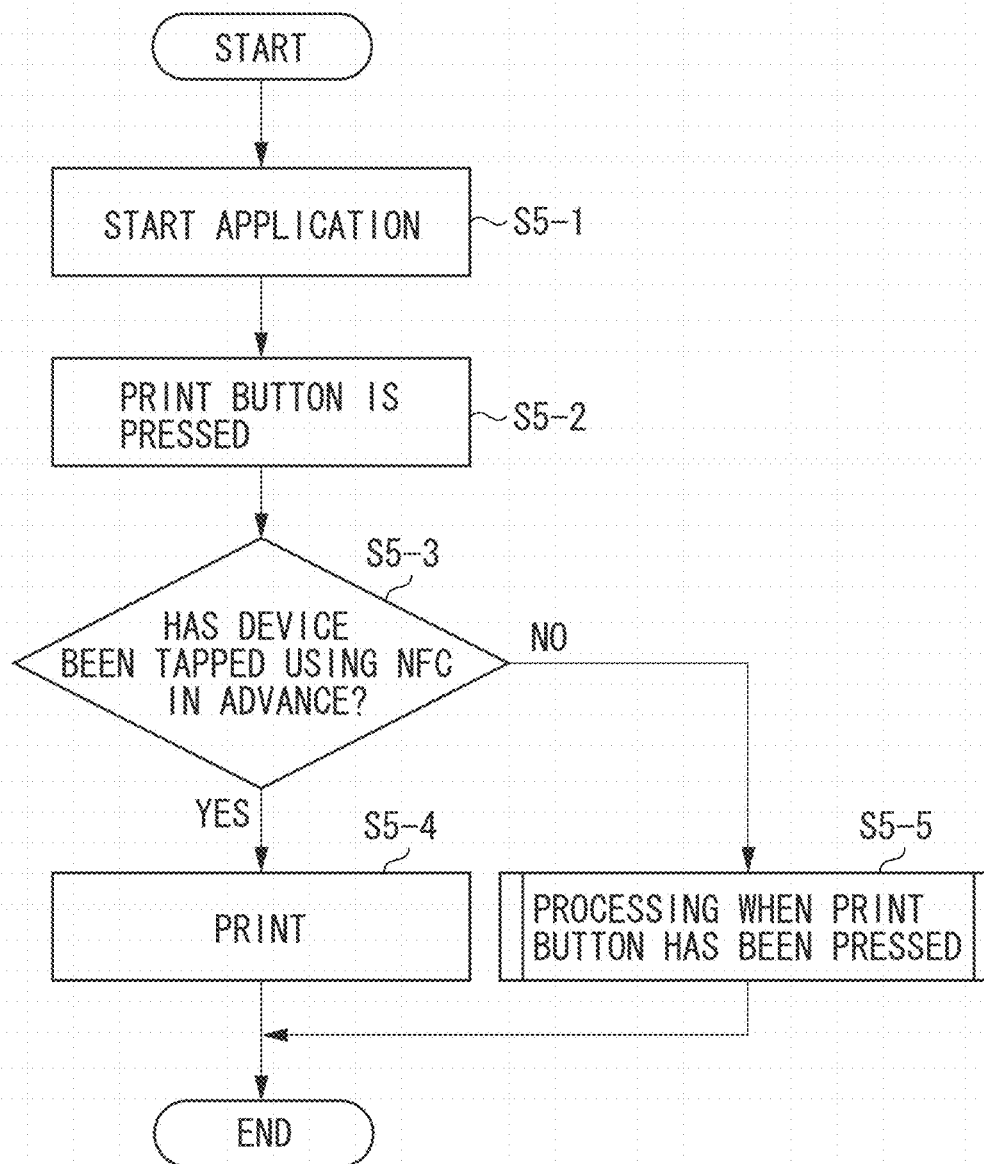 START
START APPLICATION
S5-1
PRINT BUTTON IS
PRESSED
S5-2
S5-3
HAS DEVICE
BEEN TAPPED USING NFC
IN ADVANCE?
NO
YES
S5-4
PRINT
S5-5
PROCESSING WHEN PRINT
BUTTON HAS BEEN PRESSED
END